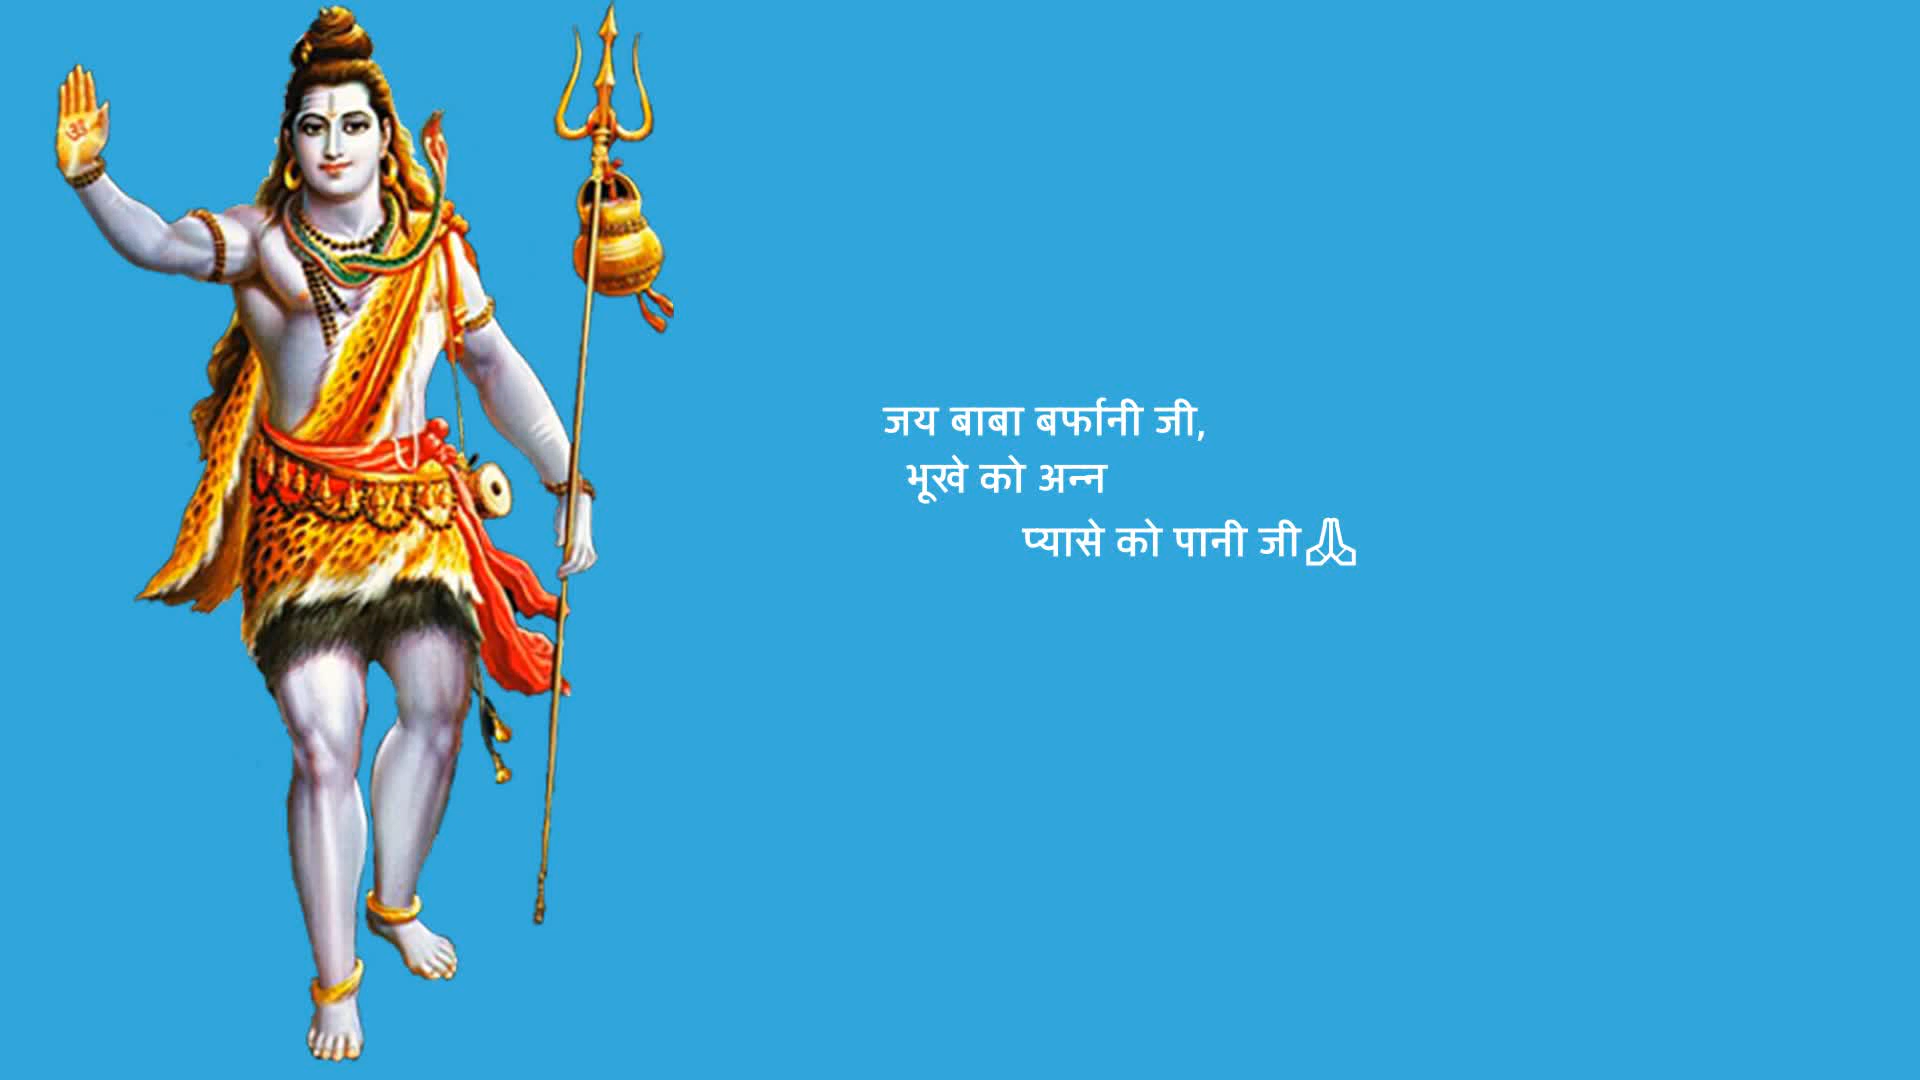 जय बाबा बर्फानी जी,
भूखे को अन्न
प्यासे को पानी जी🙏
ॐ